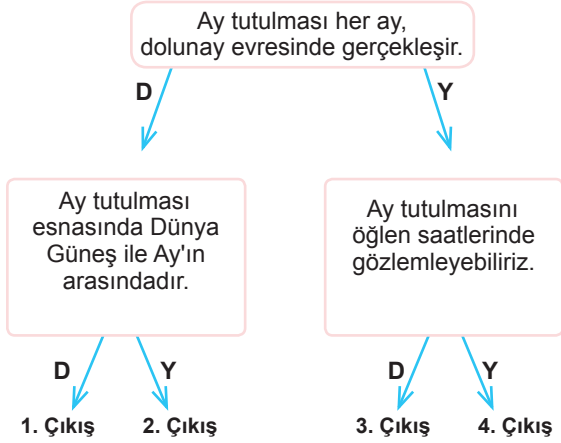 Ay tutulması her ay,
dolunay evresinde gerçekleşir.
D
Y
Ay tutulması
esnasında Dünya
Güneş ile Ay'ın
arasındadır.
Ay tutulmasını
öğlen saatlerinde
gözlemleyebiliriz.
D
Y
D
Y
1. Çıkış
2. Çıkış
3. Çıkış
4. Çıkış